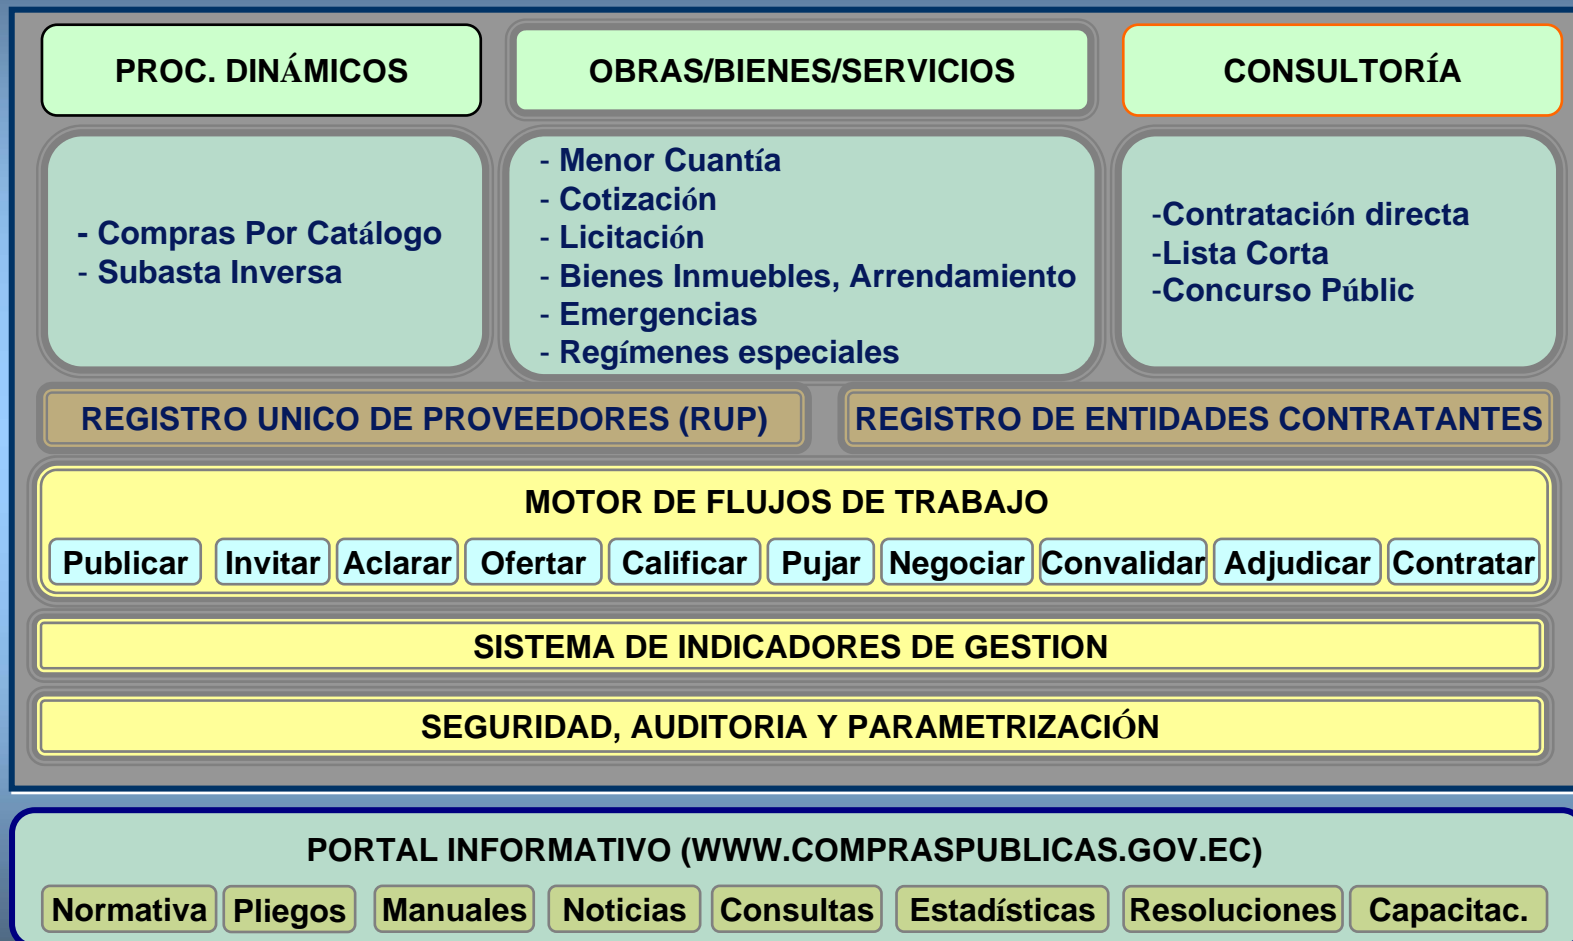 PROC. DINÁMICOS
OBRAS/BIENES/SERVICIOS
CONSULTORÍA
- Compras Por Catálogo
- Subasta Inversa
- Menor Cuantía
- Cotización
- Licitación
- Bienes Inmuebles, Arrendamiento
- Emergencias
- Regímenes especiales
-Contratación directa
-Lista Corta
-Concurso Públic
REGISTRO UNICO DE PROVEEDORES (RUP)
REGISTRO DE ENTIDADES CONTRATANTES
MOTOR DE FLUJOS DE TRABAJO
Publicar Invitar Aclarar Ofertar Calificar Pujar Negociar Convalidar Adjudicar Contratar
SISTEMA DE INDICADORES DE GESTION
SEGURIDAD, AUDITORIA Y PARAMETRIZACIÓN
PORTAL INFORMATIVO (WWW.COMPRASPUBLICAS.GOV.EC)
Normativa Pliegos Manuales Noticias Consultas Estadísticas Resoluciones Capacitac.